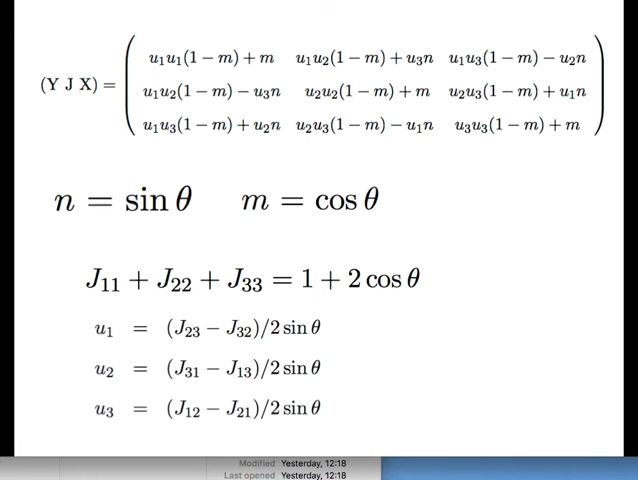 u₁u₁(1 − m) + m u₁u₂(1 − m) + u₃n u₁u₃(1 − m) − u₂n
(Y J X) = u₁u₂(1 − m) − u₃n u₂u₂(1 − m) + m u₂u₃(1 − m) + u₁n
u₁u₃(1 − m) + u₂n u₂u₃(1 − m) − u₁n u₃u₃(1 − m) + m
n = sin θ m = cos θ
J₁₁ + J₂₂ + J₃₃ = 1 + 2 cos θ
u₁ = (J₂₃ − J₃₂)/2 sin θ
u₂ = (J₃₁ − J₁₃)/2 sin θ
u₃ = (J₁₂ − J₂₁)/2 sin θ
Modified Yesterday, 12:18
Last opened Yesterday, 12:18